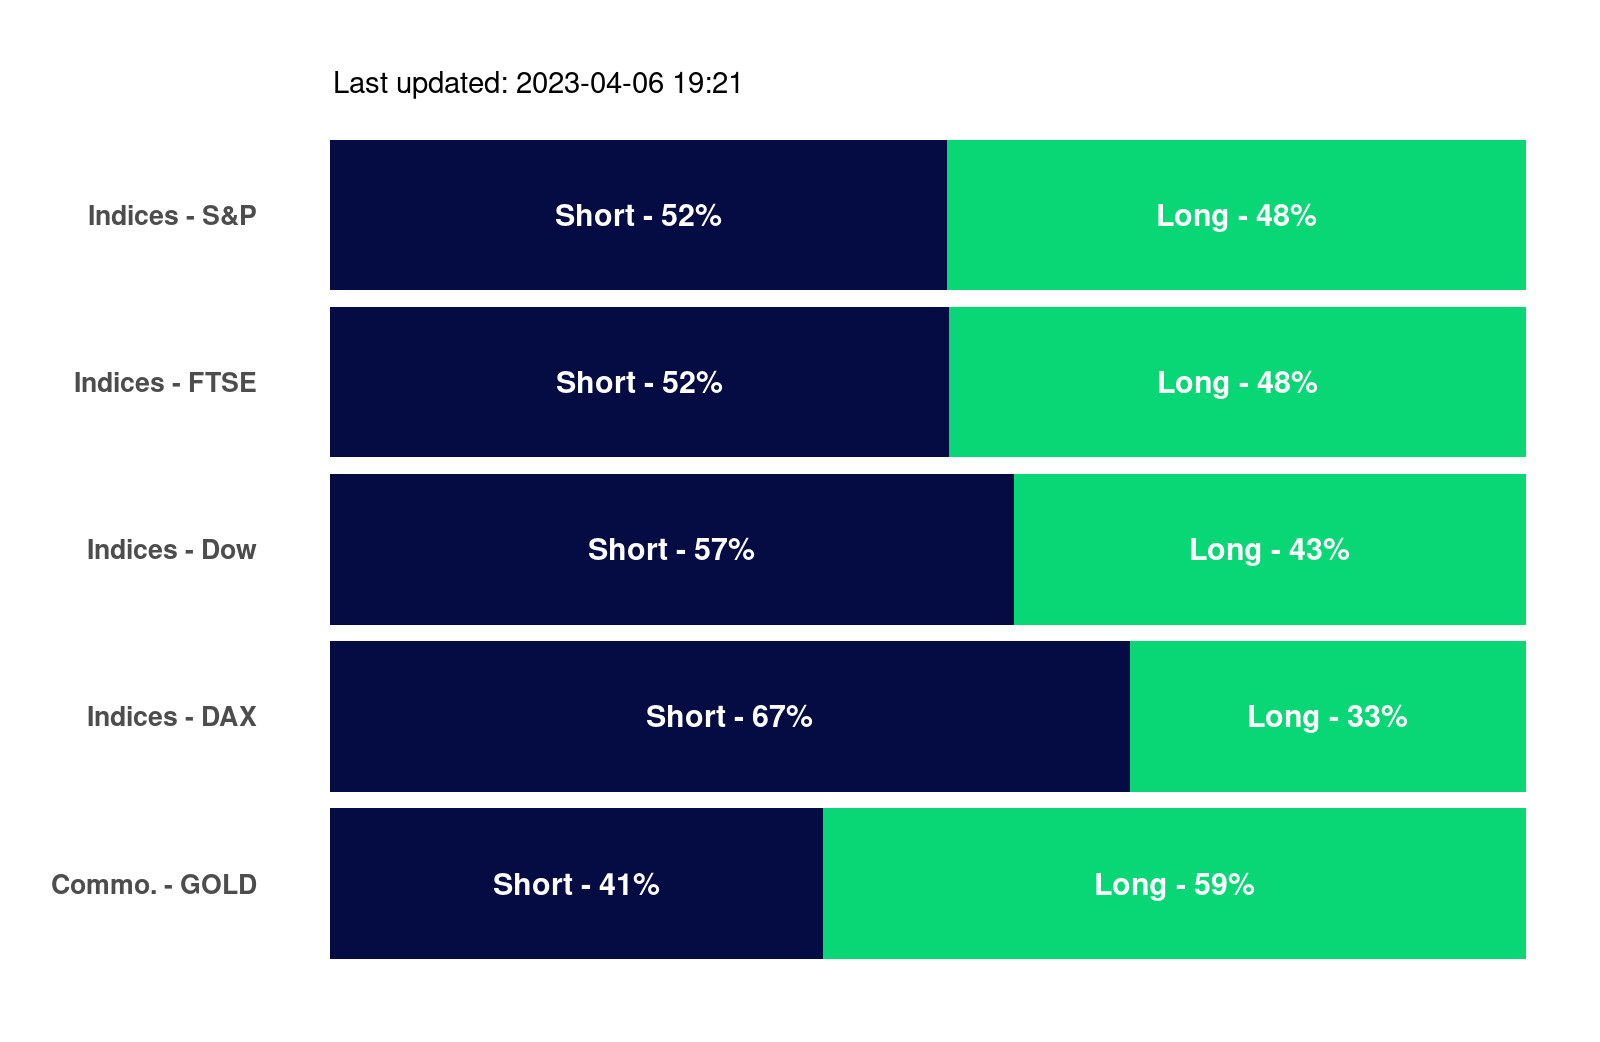 Last updated: 2023-04-06 19:21
Indices - S&P Short - 52% Long - 48%
Indices - FTSE Short - 52% Long - 48%
Indices - Dow Short - 57% Long - 43%
Indices - DAX Short - 67% Long - 33%
Commo. - GOLD Short - 41% Long - 59%